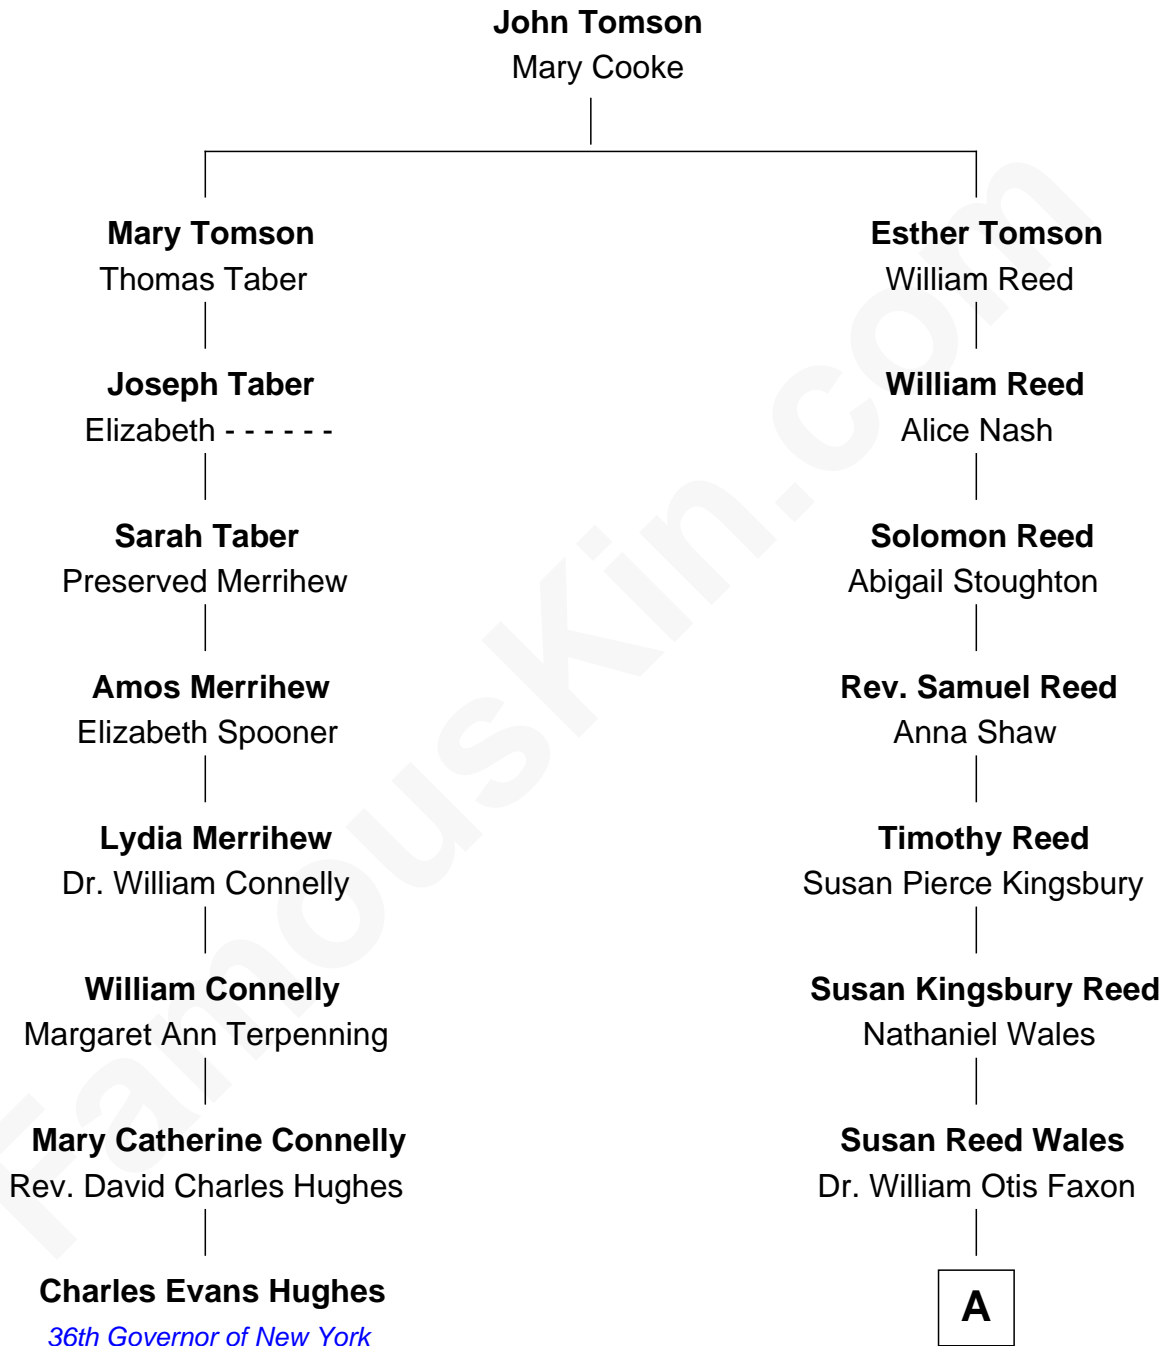 John Tomson
Mary Cooke
Mary Tomson
Thomas Taber
Esther Tomson
William Reed
Joseph Taber
Elizabeth - - - - - -
William Reed
Alice Nash
Sarah Taber
Preserved Merrihew
Solomon Reed
Abigail Stoughton
Amos Merrihew
Elizabeth Spooner
Rev. Samuel Reed
Anna Shaw
Lydia Merrihew
Dr. William Connelly
Timothy Reed
Susan Pierce Kingsbury
William Connelly
Margaret Ann Terpenning
Susan Kingsbury Reed
Nathaniel Wales
Mary Catherine Connelly
Rev. David Charles Hughes
Susan Reed Wales
Dr. William Otis Faxon
Charles Evans Hughes
36th Governor of New York
A
FamousKin.com